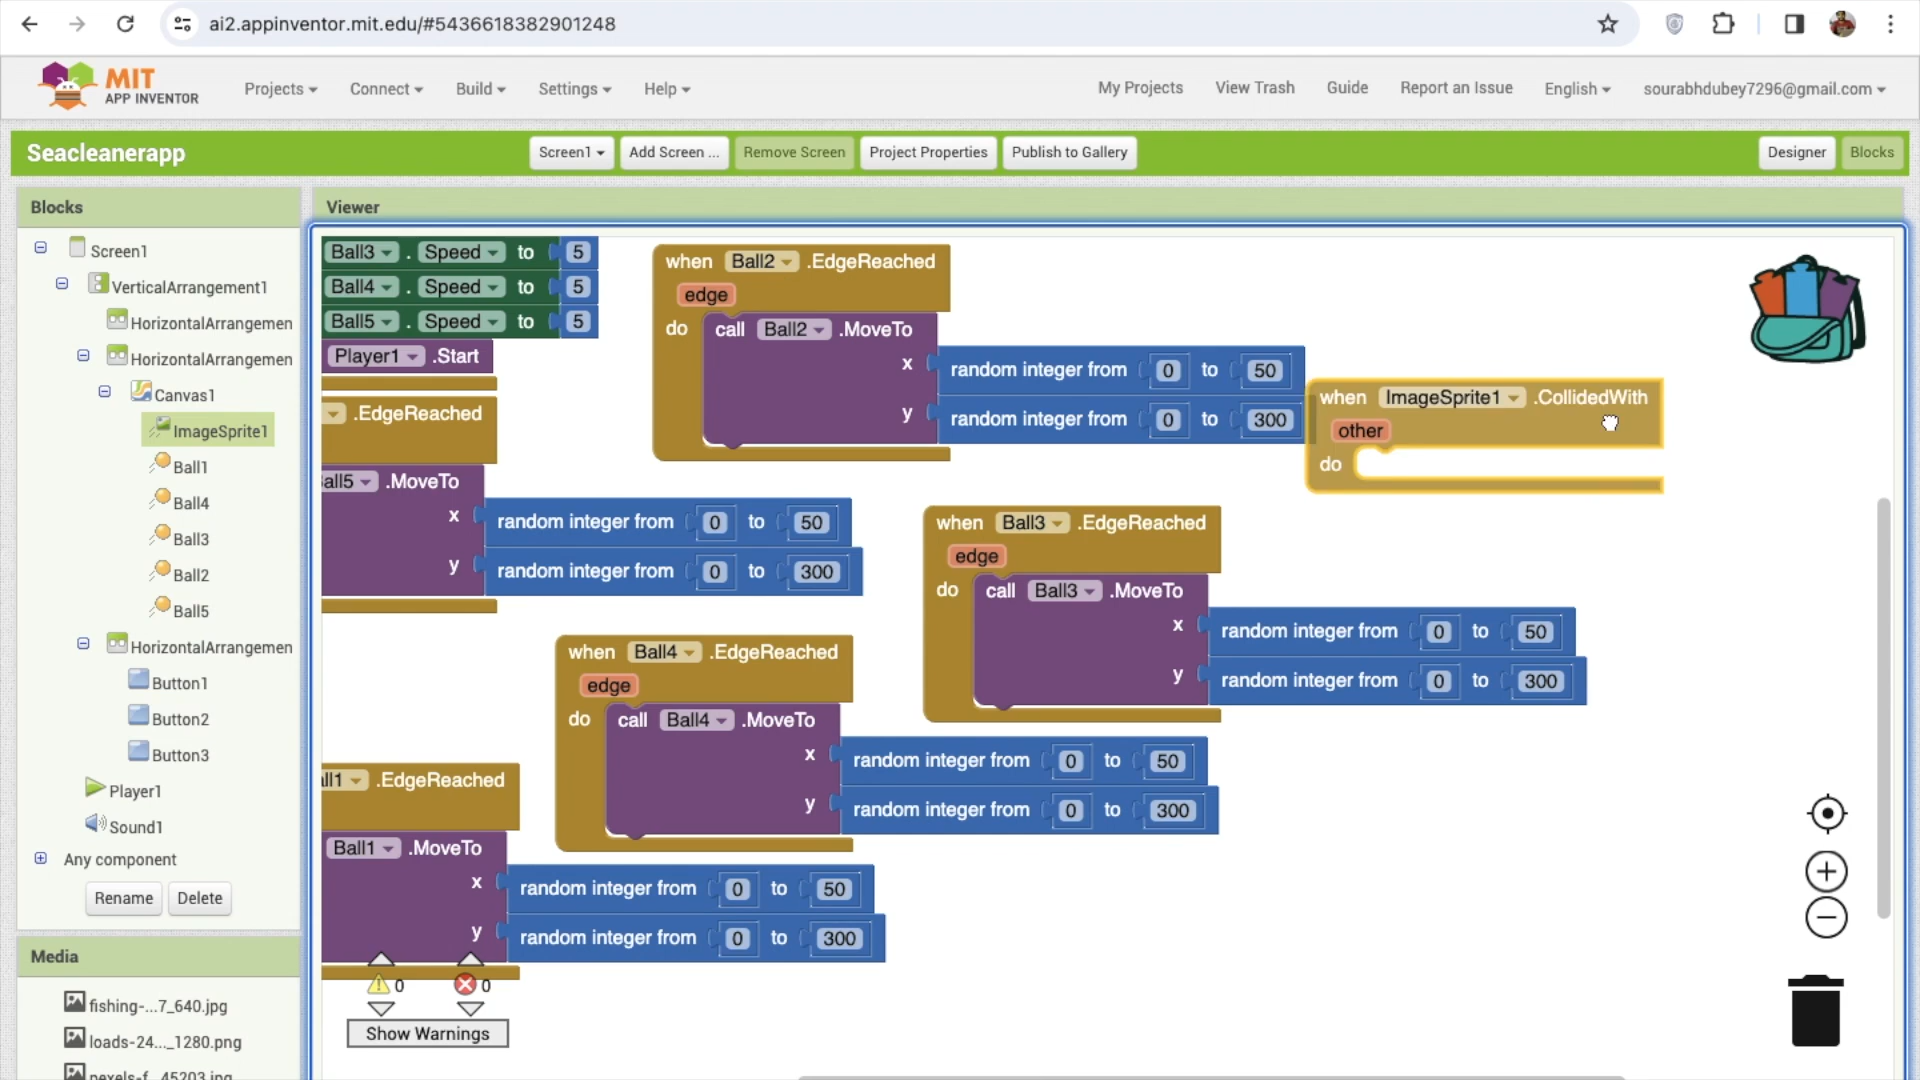 ai2.appinventor.mit.edu/#5436618382901248
MIT
APP INVENTOR
Projects
Connect
Build
Settings
Help
My Projects
View Trash
Guide
Report an Issue
English
sourabhdubey7296@gmail.com
Seacleanerapp
Screen1
Add Screen ...
Remove Screen
Project Properties
Publish to Gallery
Designer
Blocks
Blocks
Screen1
VerticalArrangement1
HorizontalArrangemen
HorizontalArrangemen
Canvas1
ImageSprite1
Ball1
Ball4
Ball3
Ball2
Ball5
HorizontalArrangemen
Button1
Button2
Button3
Player1
Sound1
Any component
Rename
Delete
Media
fishing-...7_640.jpg
loads-24..._1280.png
pexels-f...45203.jpg
Viewer
Ball3 . Speed to 5
Ball4 . Speed to 5
Ball5 . Speed to 5
Player1 .Start
.EdgeReached
all5 .MoveTo
x random integer from 0 to 50
y random integer from 0 to 300
when Ball2 .EdgeReached
edge
do call Ball2 .MoveTo
x random integer from 0 to 50
y random integer from 0 to 300
when ImageSprite1 .CollidedWith
other
do
when Ball3 .EdgeReached
edge
do call Ball3 .MoveTo
x random integer from 0 to 50
y random integer from 0 to 300
when Ball4 .EdgeReached
edge
do call Ball4 .MoveTo
x random integer from 0 to 50
y random integer from 0 to 300
all1 .EdgeReached
Ball1 .MoveTo
x random integer from 0 to 50
y random integer from 0 to 300
0 0
Show Warnings